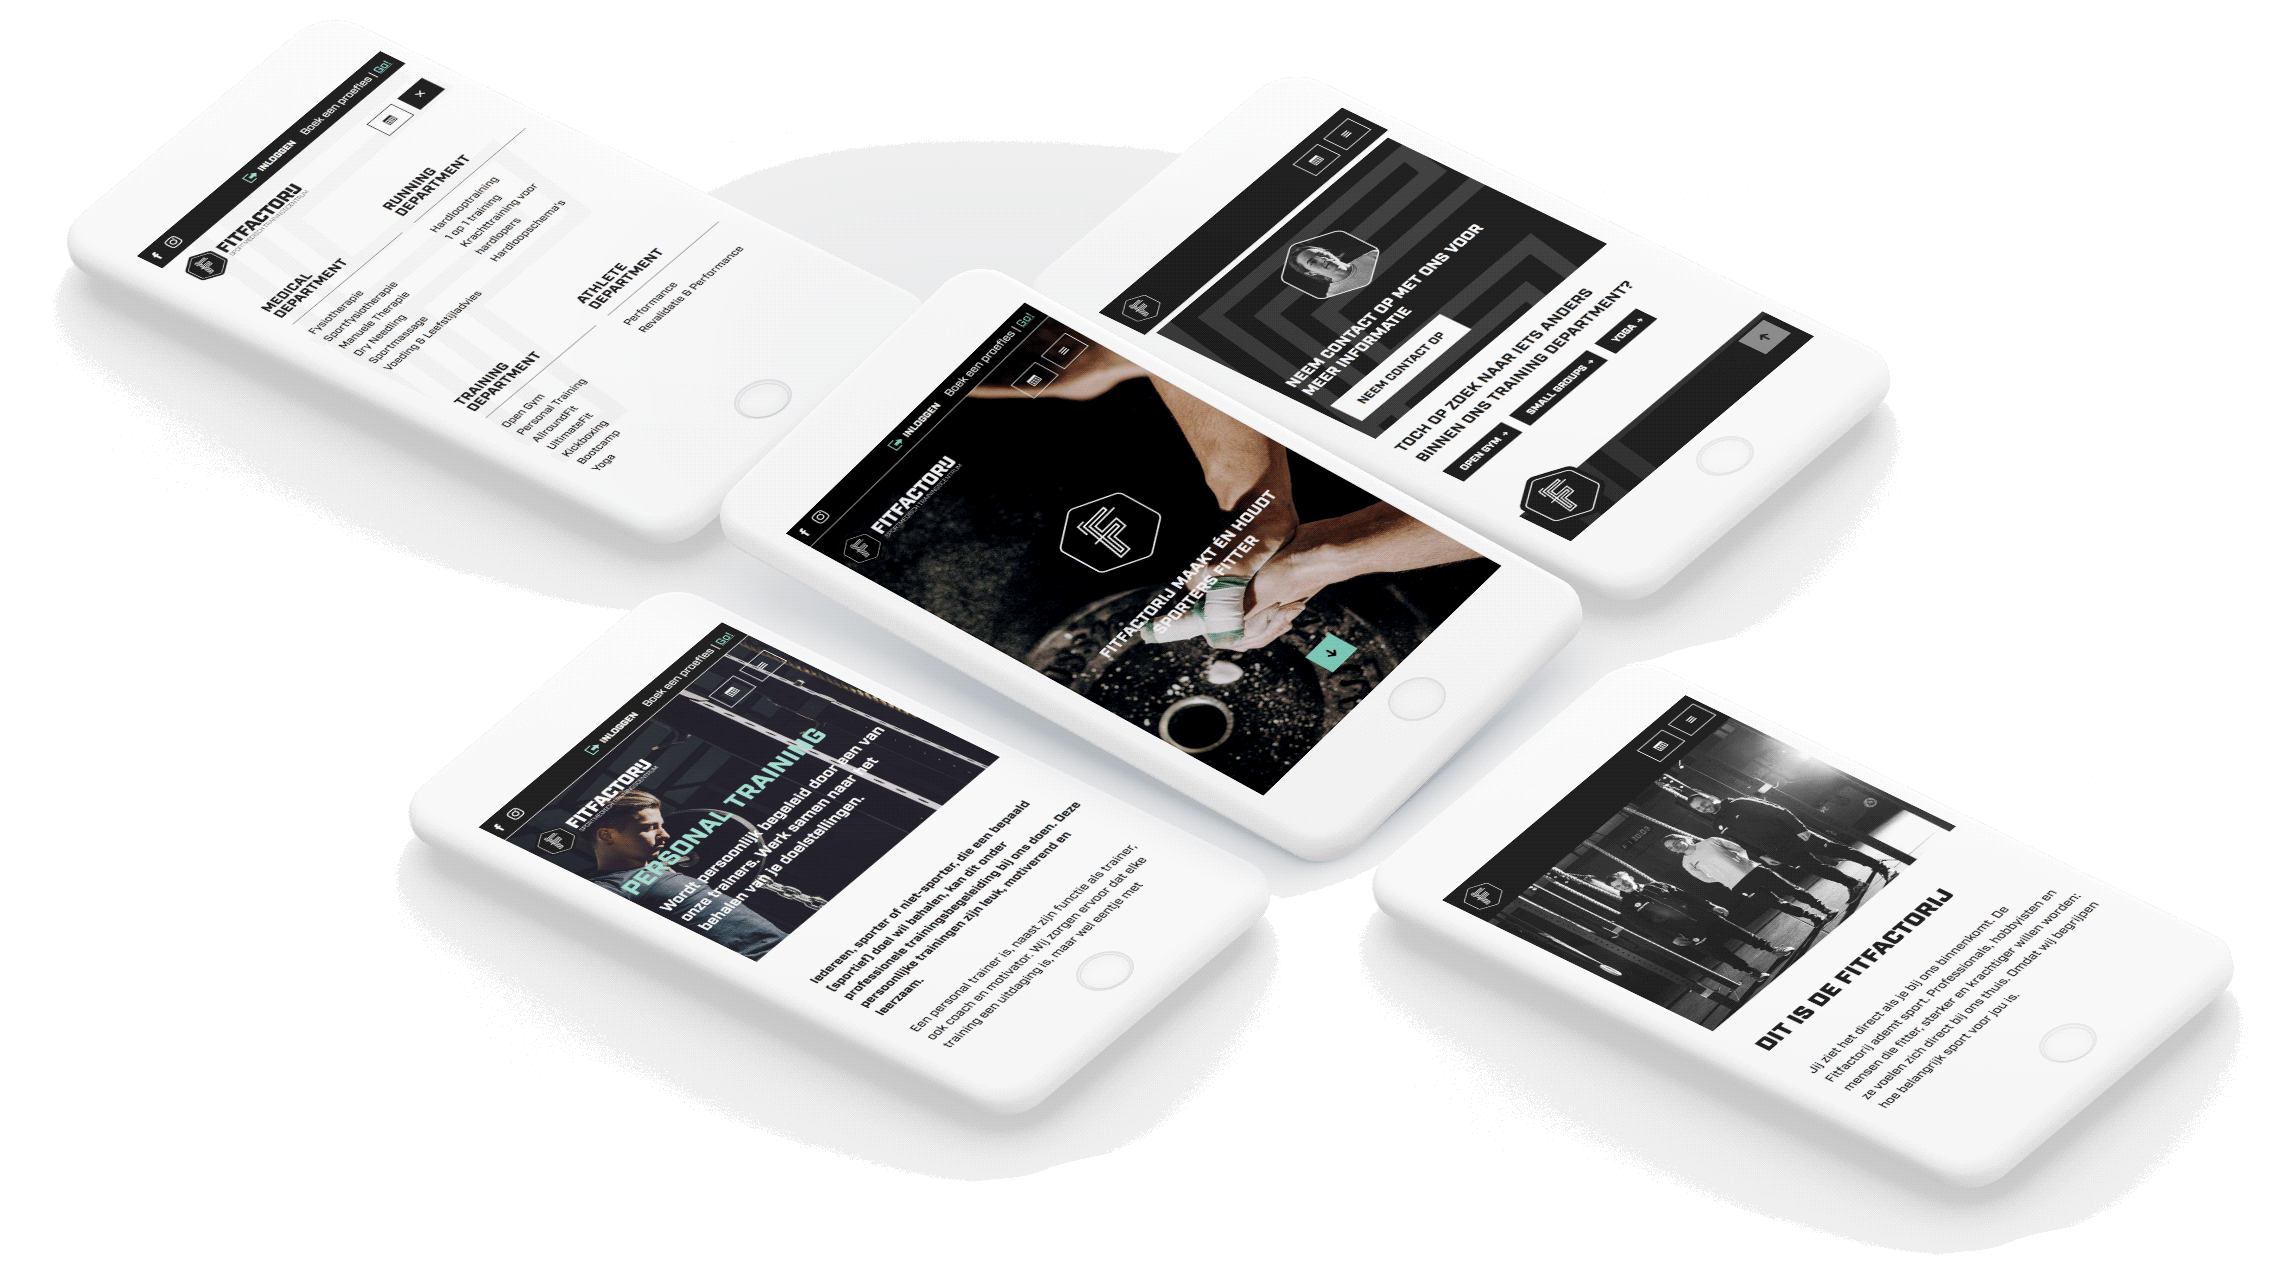 INLOGGEN Boek een proefles | Go!
FITFACTORIJ
SPORTMEDISCH TRAININGSCENTRUM
MEDICAL
DEPARTMENT
Fysiotherapie
Sportfysiotherapie
Manuele Therapie
Dry Needling
Sportmassage
Voeding & Leefstijladvies
RUNNING
DEPARTMENT
Hardlooptraining
1 op 1 training
Krachttraining voor
hardlopers
Hardloopschema's
TRAINING
DEPARTMENT
Open Gym
Personal Training
AllroundFit
UltimateFit
Kickboxing
Bootcamp
Yoga
ATHLETE
DEPARTMENT
Performance
Revalidatie & Performance
NEEM CONTACT OP MET ONS VOOR
MEER INFORMATIE
NEEM CONTACT OP
TOCH OP ZOEK NAAR IETS ANDERS
BINNEN ONS TRAINING DEPARTMENT?
OPEN GYM → SMALL GROUPS → YOGA →
INLOGGEN Boek een proefles | Go!
FITFACTORIJ
SPORTMEDISCH TRAININGSCENTRUM
FITFACTORIJ MAAKT ÉN HOUDT
SPORTERS FITTER
INLOGGEN Boek een proefles | Go!
FITFACTORIJ
SPORTMEDISCH TRAININGSCENTRUM
PERSONAL TRAINING
Wordt persoonlijk begeleid door een van
onze trainers. Werk samen naar het
behalen van je doelstellingen.
Iedereen, sporter of niet-sporter, die een bepaald
(sportief) doel wil behalen, kan dit onder
professionele trainingsbegeleiding bij ons doen. Deze
persoonlijke trainingen zijn leuk, motiverend en
leerzaam.
Een personal trainer is, naast zijn functie als trainer,
ook coach en motivator. Wij zorgen ervoor dat elke
training een uitdaging is, maar wel eentje met
DIT IS DE FITFACTORIJ
Jij ziet het direct als je bij ons binnenkomt. De
Fitfactorij ademt sport. Professionals, hobbyisten en
mensen die fitter, sterker en krachtiger willen worden:
ze voelen zich direct bij ons thuis. Omdat wij begrijpen
hoe belangrijk sport voor jou is.